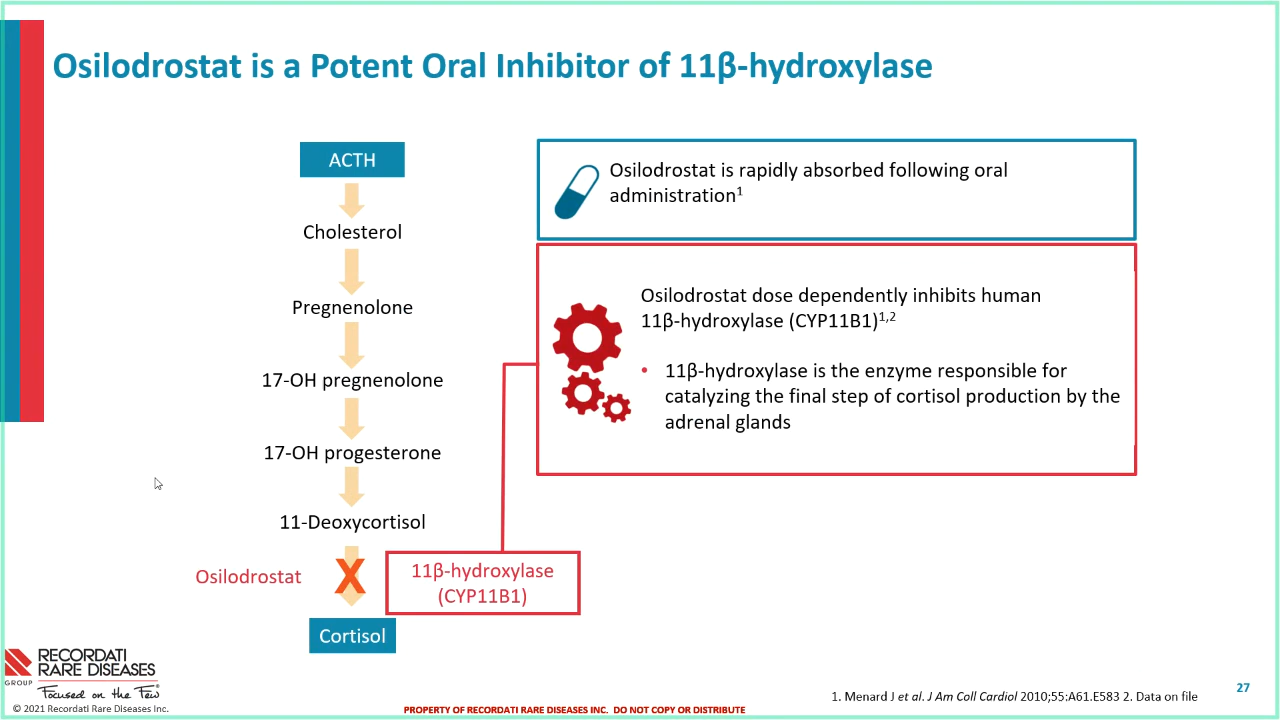 Osilodrostat is a Potent Oral Inhibitor of 11β-hydroxylase
ACTH
Cholesterol
Pregnenolone
17-OH pregnenolone
17-OH progesterone
11-Deoxycortisol
Osilodrostat
X
11β-hydroxylase
(CYP11B1)
Cortisol
Osilodrostat is rapidly absorbed following oral
administration¹
Osilodrostat dose dependently inhibits human
11β-hydroxylase (CYP11B1)¹,²
• 11β-hydroxylase is the enzyme responsible for
catalyzing the final step of cortisol production by the
adrenal glands
RECORDATI
RARE DISEASES
GROUP
Focused on the Few®
© 2021 Recordati Rare Diseases Inc.
PROPERTY OF RECORDATI RARE DISEASES INC. DO NOT COPY OR DISTRIBUTE
1. Menard J et al. J Am Coll Cardiol 2010;55:A61.E583 2. Data on file
27